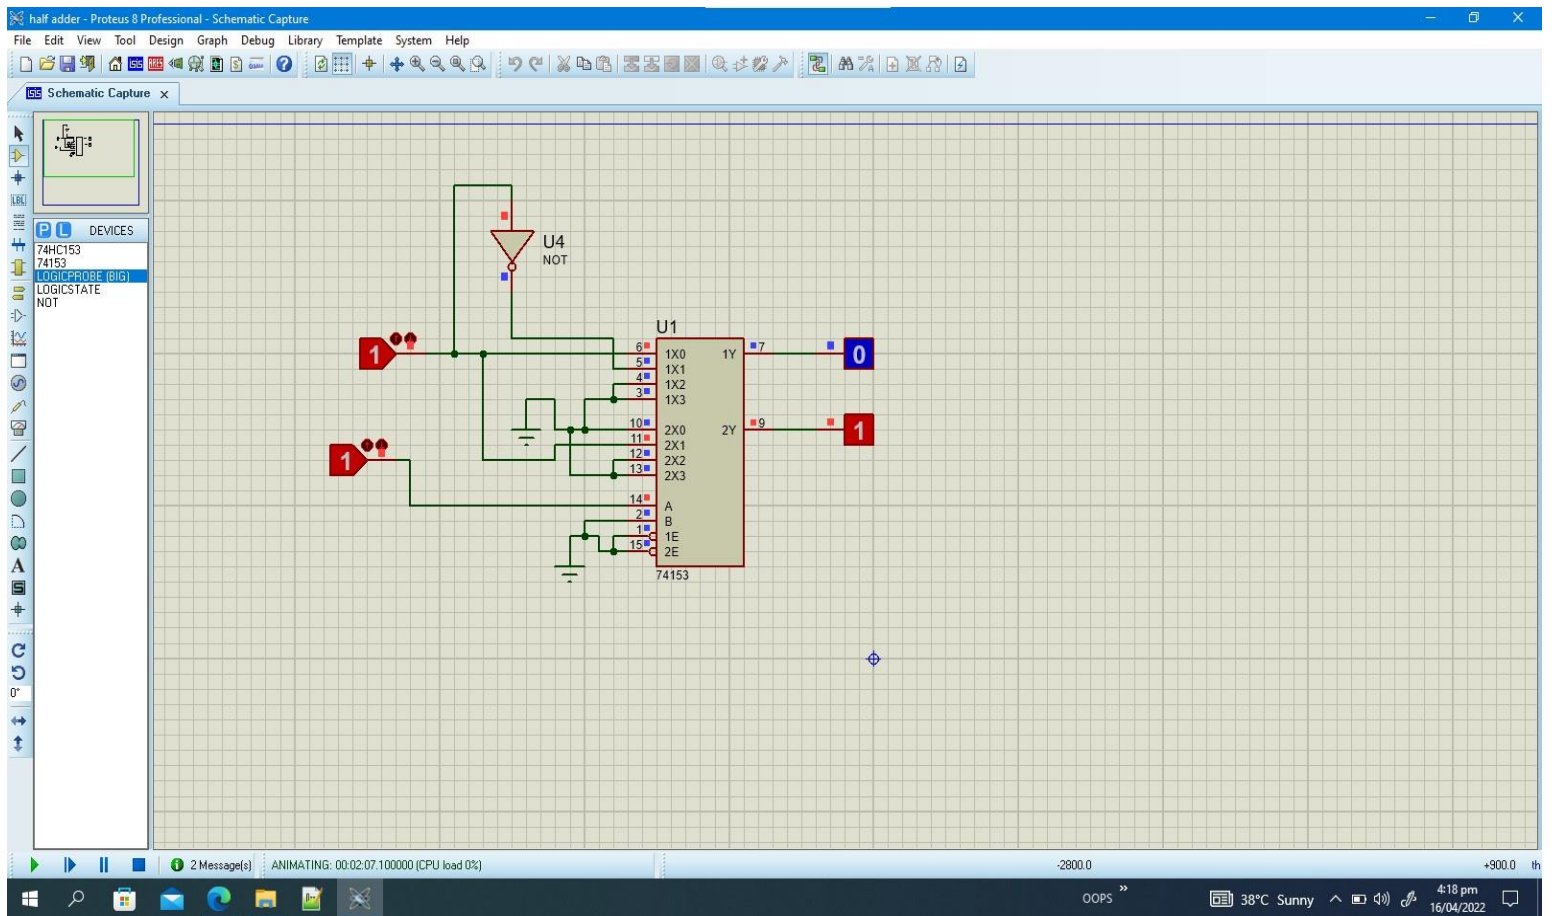 half adder - Proteus 8 Professional - Schematic Capture
File Edit View Tool Design Graph Debug Library Template System Help
Schematic Capture
P L DEVICES
74HC153
74153
LOGICPROBE (BIG)
LOGICSTATE
NOT
LBL
A
S
0°
U4
NOT
U1
1
1
6
5
4
3
10
11
12
13
14
2
1
15
1X0
1X1
1X2
1X3
2X0
2X1
2X2
2X3
A
B
1E
2E
1Y
2Y
7
9
0
1
74153
2 Message(s)
ANIMATING: 00:02:07.100000 (CPU load 0%)
-2800.0
+900.0 th
OOPS
38°C Sunny
4:18 pm
16/04/2022